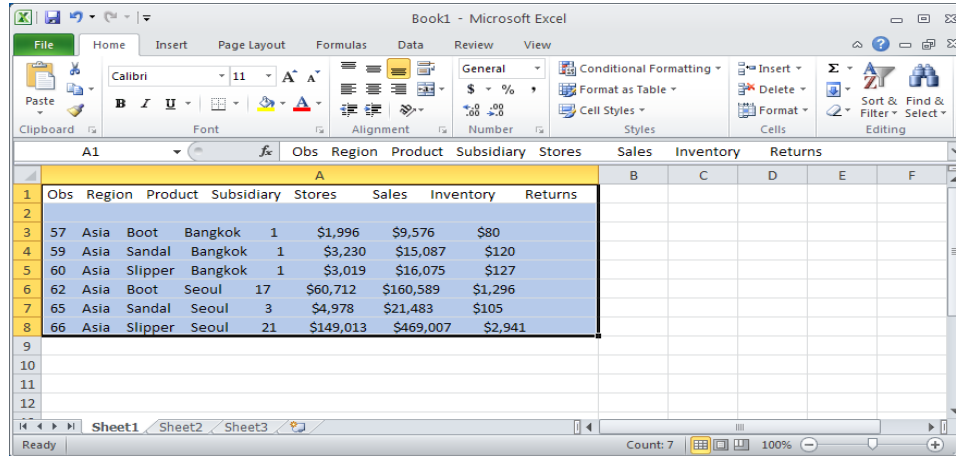 Book1 - Microsoft Excel
File Home Insert Page Layout Formulas Data Review View
Calibri 11 A A General Conditional Formatting Insert Σ
Paste B I U A $ % , Format as Table Delete Sort & Find &
.00 .00 Cell Styles Format Filter Select
Clipboard Font Alignment Number Styles Cells Editing
A1 fx Obs Region Product Subsidiary Stores Sales Inventory Returns
A B C D E F
1 Obs Region Product Subsidiary Stores Sales Inventory Returns
2
3 57 Asia Boot Bangkok 1 $1,996 $9,576 $80
4 59 Asia Sandal Bangkok 1 $3,230 $15,087 $120
5 60 Asia Slipper Bangkok 1 $3,019 $16,075 $127
6 62 Asia Boot Seoul 17 $60,712 $160,589 $1,296
7 65 Asia Sandal Seoul 3 $4,978 $21,483 $105
8 66 Asia Slipper Seoul 21 $149,013 $469,007 $2,941
9
10
11
12
Sheet1 Sheet2 Sheet3
Ready Count: 7 100%